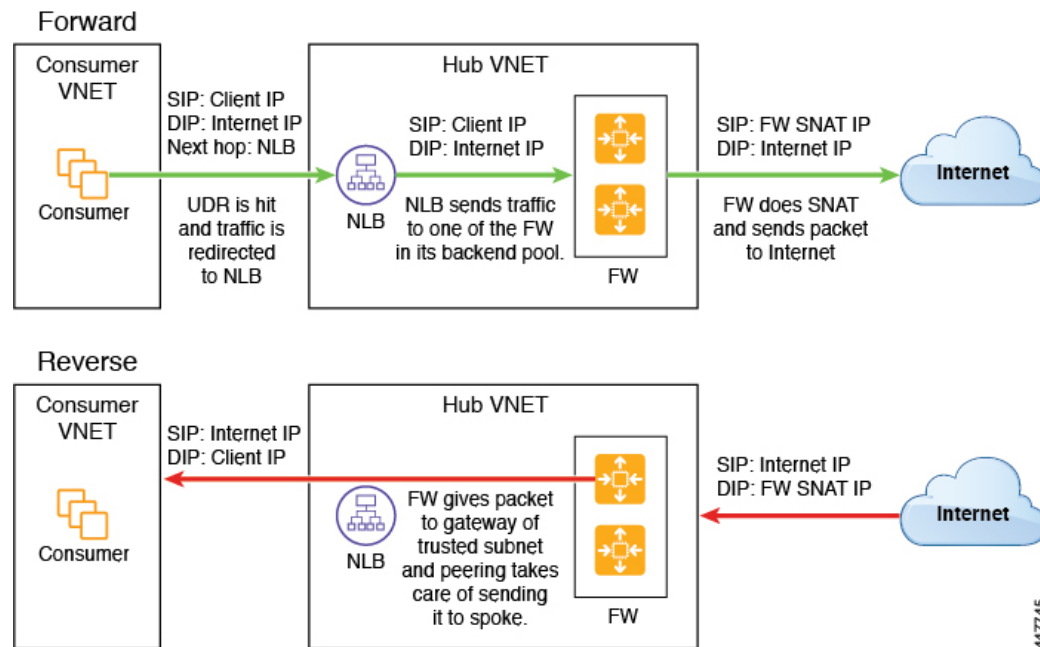 Forward
Consumer
VNET
Consumer
SIP: Client IP
DIP: Internet IP
Next hop: NLB
UDR is hit
and traffic is
redirected
to NLB
Hub VNET
NLB
SIP: Client IP
DIP: Internet IP
NLB sends traffic
to one of the FW
in its backend pool.
FW
SIP: FW SNAT IP
DIP: Internet IP
FW does SNAT
and sends packet
to Internet
Internet
Reverse
Consumer
VNET
Consumer
SIP: Internet IP
DIP: Client IP
Hub VNET
NLB
FW gives packet
to gateway of
trusted subnet
and peering takes
care of sending
it to spoke.
FW
SIP: Internet IP
DIP: FW SNAT IP
Internet